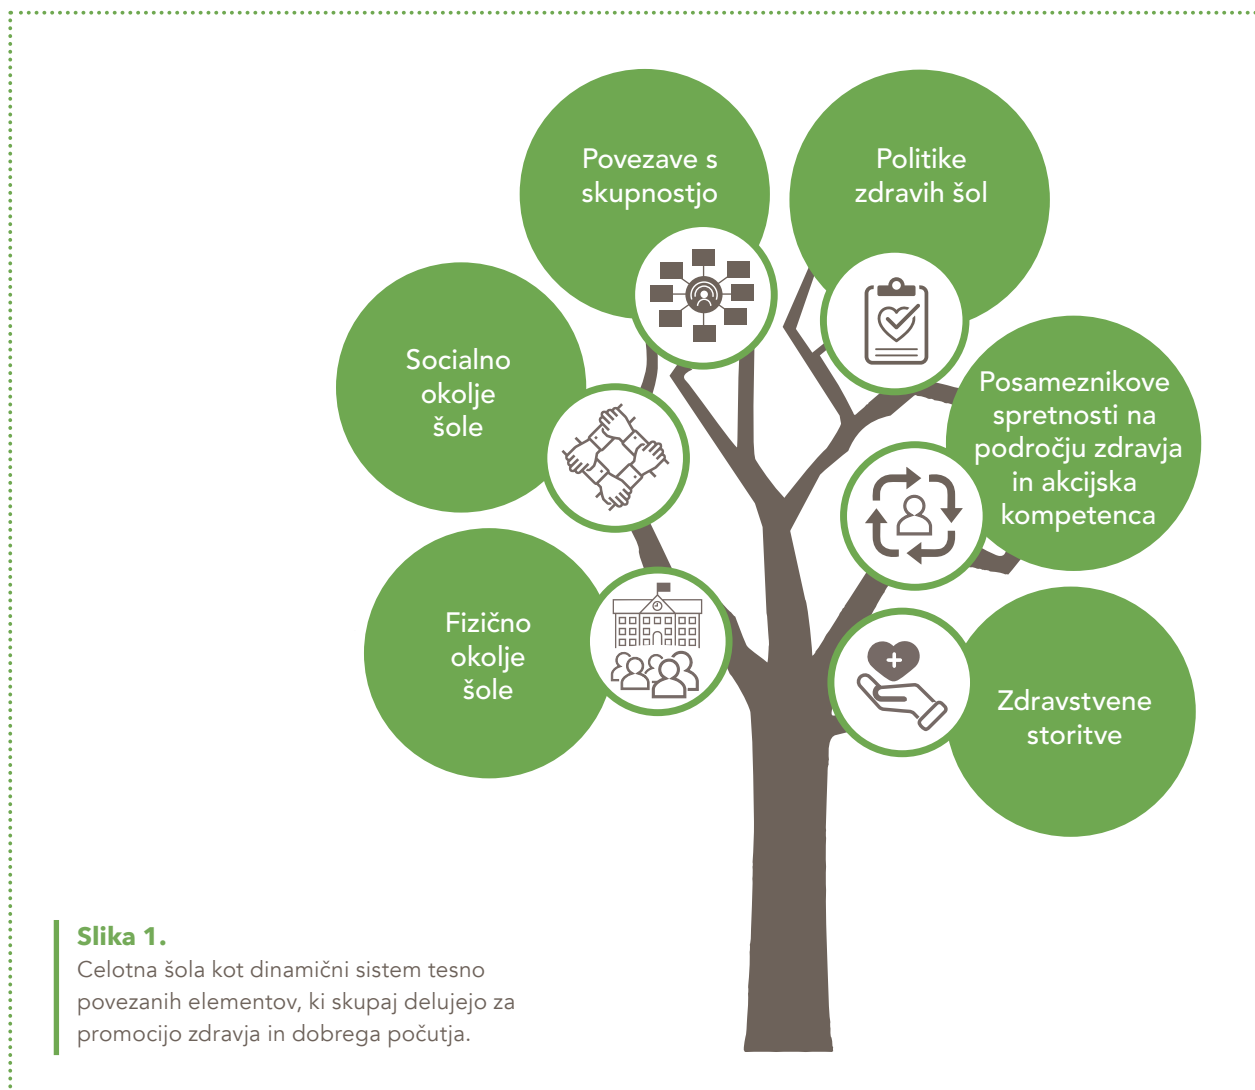 Povezave s
skupnostjo
Politike
zdravih šol
Socialno
okolje
šole
Posameznikove
spretnosti na
področju zdravja
in akcijska
kompetenca
Fizično
okolje
šole
Zdravstvene
storitve
Slika 1.
Celotna šola kot dinamični sistem tesno
povezanih elementov, ki skupaj delujejo za
promocijo zdravja in dobrega počutja.